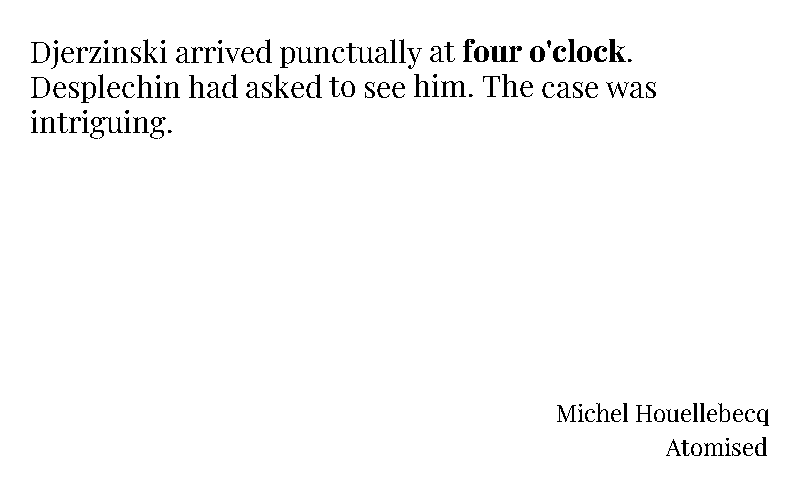 Djerzinski arrived punctually at four o'clock.
Desplechin had asked to see him. The case was
intriguing.
Michel Houellebecq
Atomised